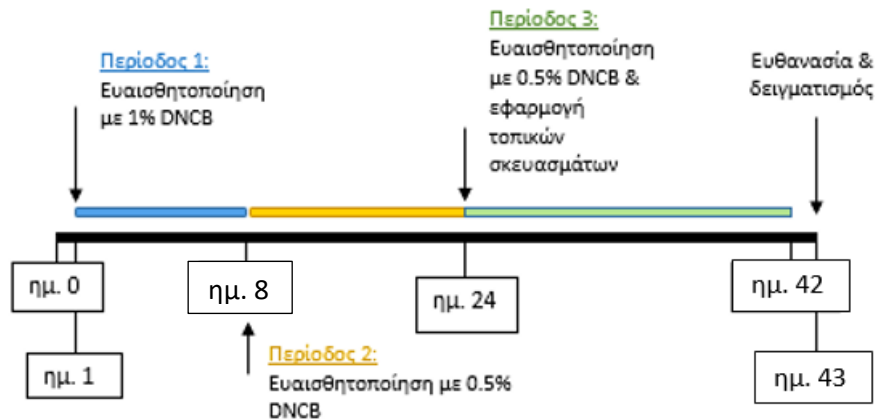 Περίοδος 1:
Ευαισθητοποίηση
με 1% DNCB
Περίοδος 3:
Ευαισθητοποίηση
με 0.5% DNCB &
εφαρμογή
τοπικών
σκευασμάτων
Ευθανασία &
δειγματισμός
ημ. 0
ημ. 8
ημ. 24
ημ. 42
ημ. 1
ημ. 43
Περίοδος 2:
Ευαισθητοποίηση με 0.5%
DNCB